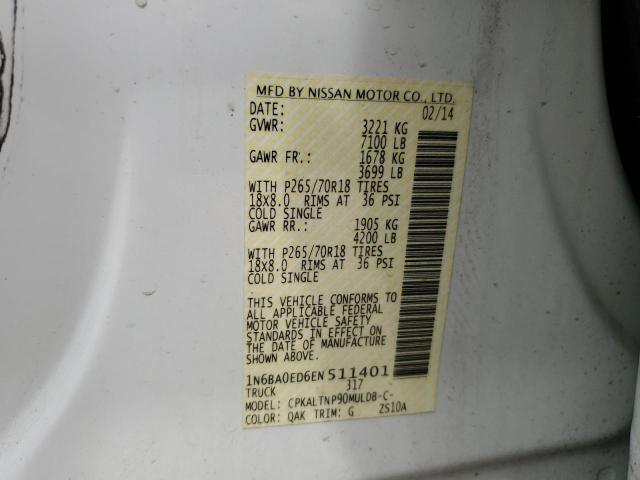 MFD BY NISSAN MOTOR CO., LTD.
DATE: 02/14
GVWR: 3221 KG
7100 LB
GAWR FR.: 1678 KG
3699 LB
WITH P265/70R18 TIRES
18X8.0 RIMS AT 36 PSI
COLD SINGLE
GAWR RR.: 1905 KG
4200 LB
WITH P265/70R18 TIRES
18X8.0 RIMS AT 36 PSI
COLD SINGLE
THIS VEHICLE CONFORMS TO
ALL APPLICABLE FEDERAL
MOTOR VEHICLE SAFETY
STANDARDS IN EFFECT ON
THE DATE OF MANUFACTURE
SHOWN ABOVE.
1N6BA0ED6EN511401
TRUCK 317
MODEL: CPKALTNP90MULDB-C-
COLOR: QAK TRIM: G ZS10A